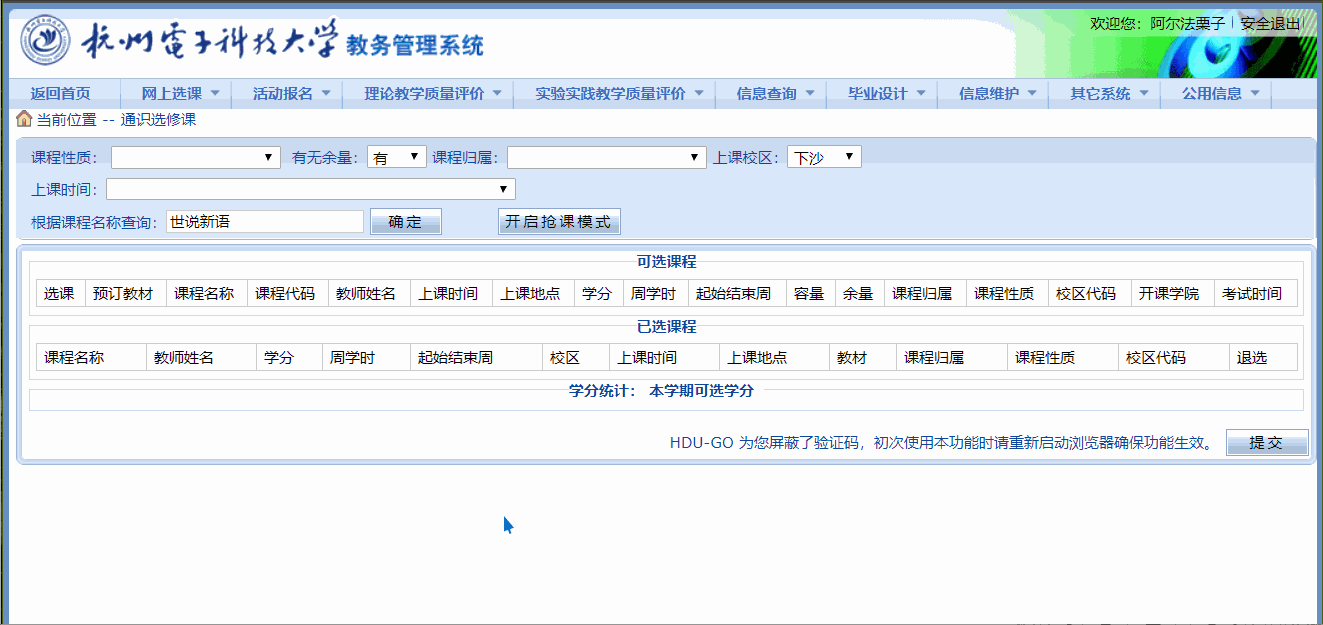 杭州電子科技大学 教务管理系统
欢迎您：阿尔法栗子 安全退出
返回首页 网上选课 活动报名 理论教学质量评价 实验实践教学质量评价 信息查询 毕业设计 信息维护 其它系统 公用信息
当前位置 -- 通识选修课
课程性质： 有无余量： 有 课程归属： 上课校区： 下沙
上课时间：
根据课程名称查询： 世说新语 确定 开启抢课模式
可选课程
选课 预订教材 课程名称 课程代码 教师姓名 上课时间 上课地点 学分 周学时 起始结束周 容量 余量 课程归属 课程性质 校区代码 开课学院 考试时间
已选课程
课程名称 教师姓名 学分 周学时 起始结束周 校区 上课时间 上课地点 教材 课程归属 课程性质 校区代码 退选
学分统计： 本学期可选学分
HDU-GO 为您屏蔽了验证码，初次使用本功能时请重新启动浏览器确保功能生效。 提交